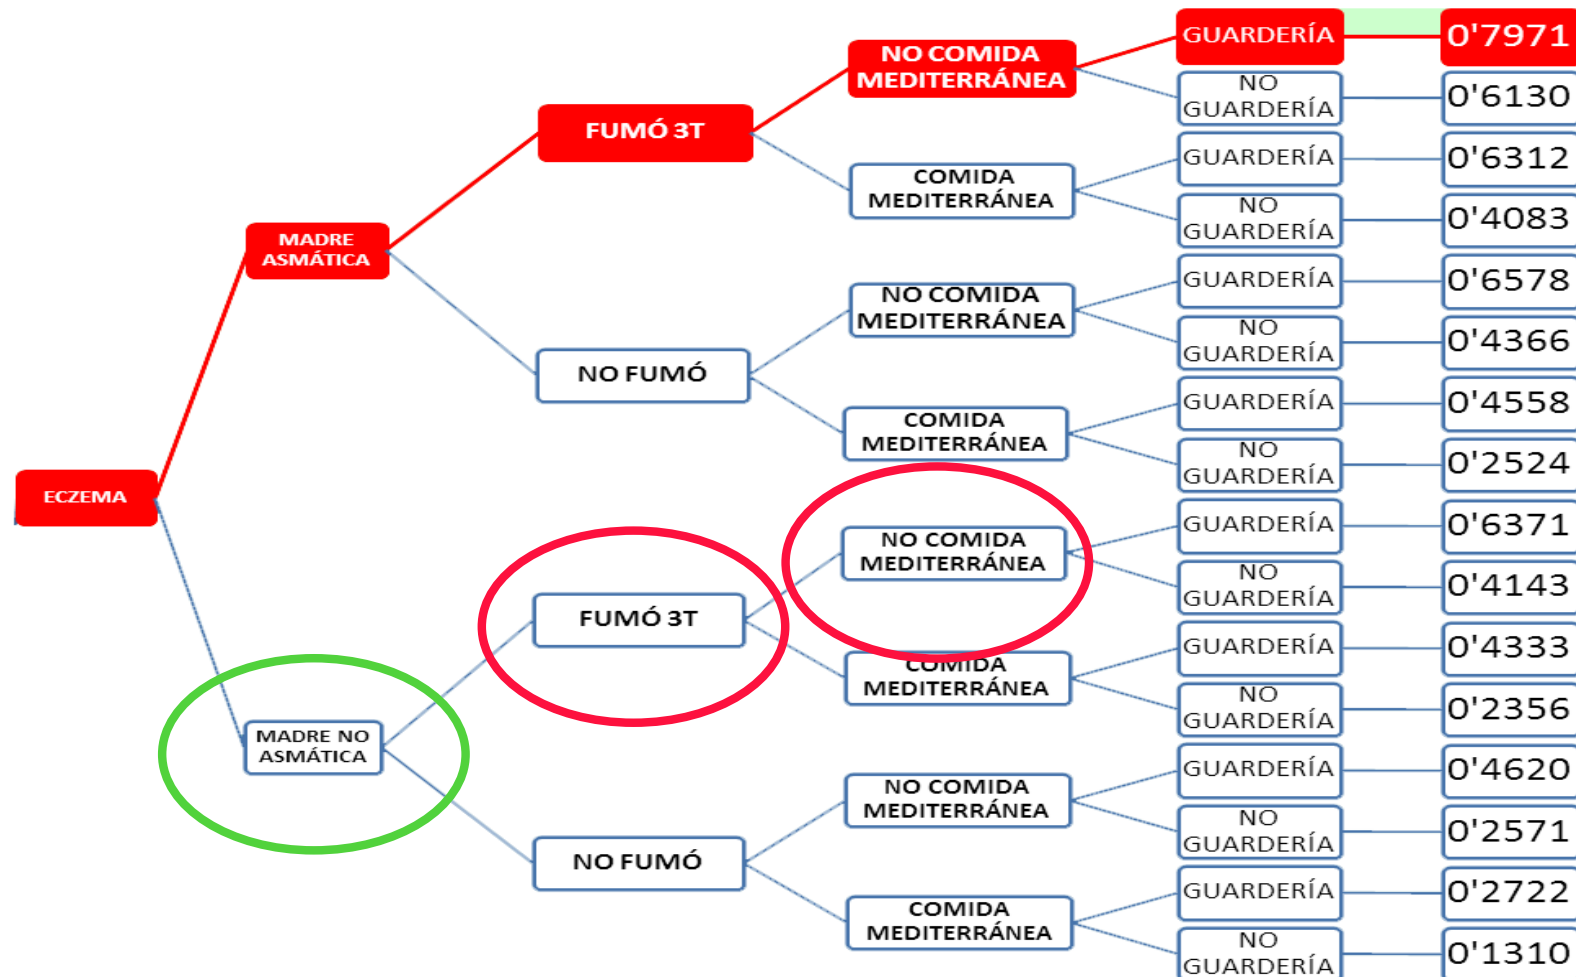 GUARDERÍA
0'7971
NO COMIDA
MEDITERRÁNEA
NO
GUARDERÍA
0'6130
FUMÓ 3T
GUARDERÍA
0'6312
COMIDA
MEDITERRÁNEA
NO
GUARDERÍA
0'4083
MADRE
ASMÁTICA
GUARDERÍA
0'6578
NO COMIDA
MEDITERRÁNEA
NO
GUARDERÍA
0'4366
NO FUMÓ
GUARDERÍA
0'4558
COMIDA
MEDITERRÁNEA
NO
GUARDERÍA
0'2524
ECZEMA
GUARDERÍA
0'6371
NO COMIDA
MEDITERRÁNEA
NO
GUARDERÍA
0'4143
FUMÓ 3T
GUARDERÍA
0'4333
COMIDA
MEDITERRÁNEA
NO
GUARDERÍA
0'2356
MADRE NO
ASMÁTICA
GUARDERÍA
0'4620
NO COMIDA
MEDITERRÁNEA
NO
GUARDERÍA
0'2571
NO FUMÓ
GUARDERÍA
0'2722
COMIDA
MEDITERRÁNEA
NO
GUARDERÍA
0'1310